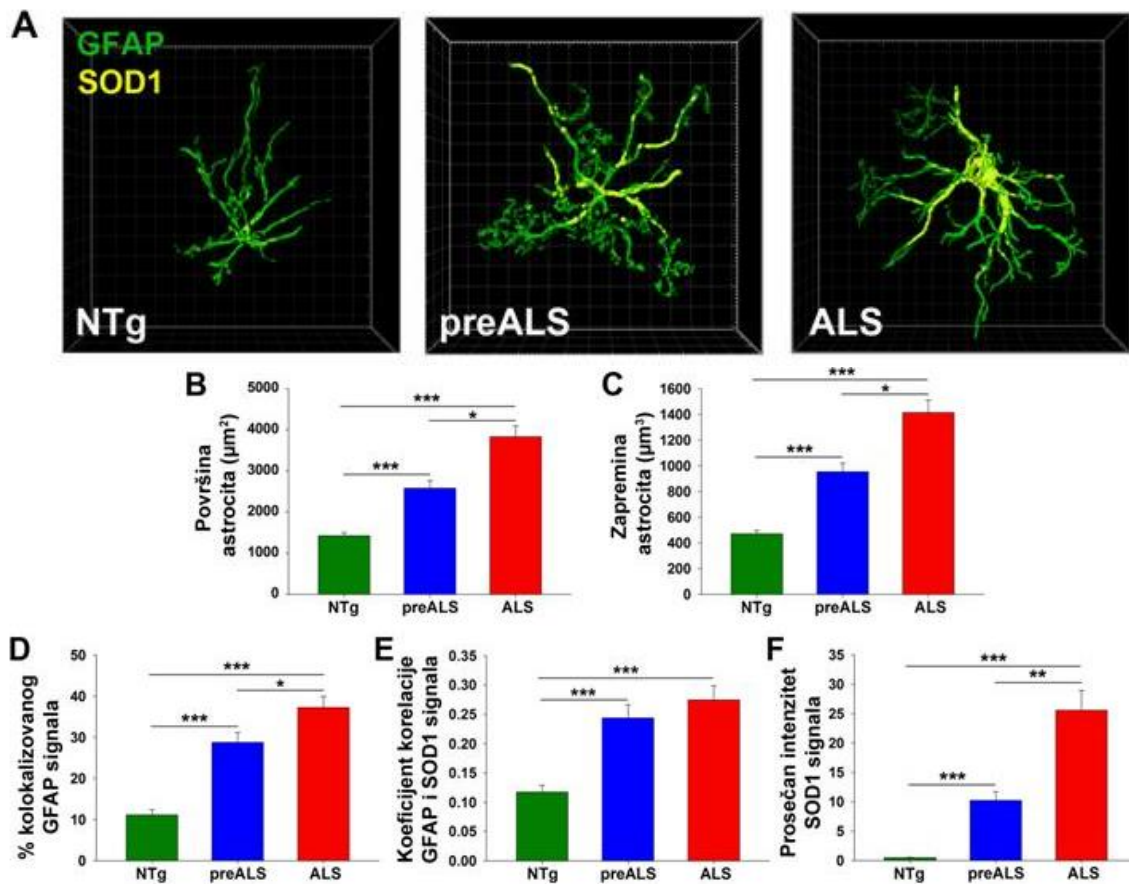 A
GFAP
SOD1
NTg
preALS
ALS
B
Površina
astrocita (µm²)
5000
4000
3000
2000
1000
0
***
*
***
NTg
preALS
ALS
C
Zapremina
astrocita (µm³)
1600
1400
1200
1000
800
600
400
200
0
***
*
***
NTg
preALS
ALS
D
% kolokalizovanog
GFAP signala
50
40
30
20
10
0
***
*
***
NTg
preALS
ALS
E
Koeficijent korelacije
GFAP i SOD1 signala
0.35
0.30
0.25
0.20
0.15
0.10
0.05
0.00
***
***
NTg
preALS
ALS
F
Prosečan intenzitet
SOD1 signala
35
30
25
20
15
10
5
0
***
**
***
NTg
preALS
ALS